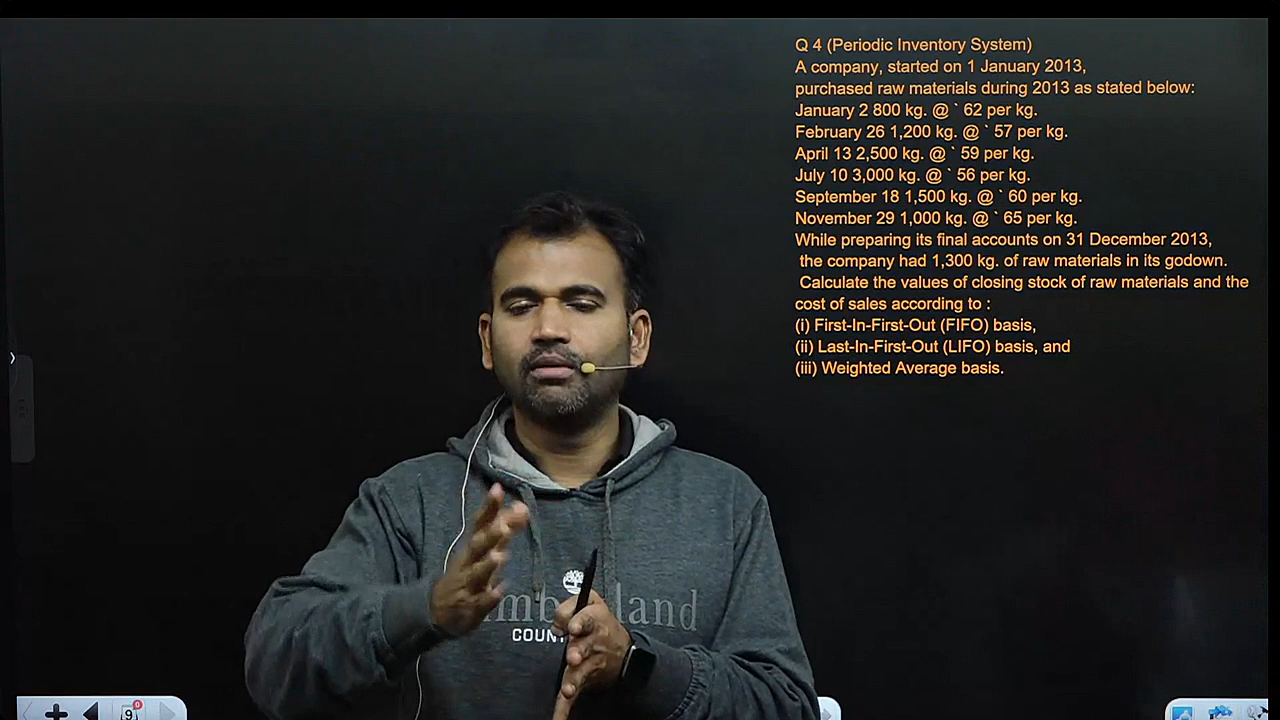 Q 4 (Periodic Inventory System)
A company, started on 1 January 2013,
purchased raw materials during 2013 as stated below:
January 2 800 kg. @ ` 62 per kg.
February 26 1,200 kg. @ ` 57 per kg.
April 13 2,500 kg. @ ` 59 per kg.
July 10 3,000 kg. @ ` 56 per kg.
September 18 1,500 kg. @ ` 60 per kg.
November 29 1,000 kg. @ ` 65 per kg.
While preparing its final accounts on 31 December 2013,
the company had 1,300 kg. of raw materials in its godown.
Calculate the values of closing stock of raw materials and the
cost of sales according to :
(i) First-In-First-Out (FIFO) basis,
(ii) Last-In-First-Out (LIFO) basis, and
(iii) Weighted Average basis.
9
0